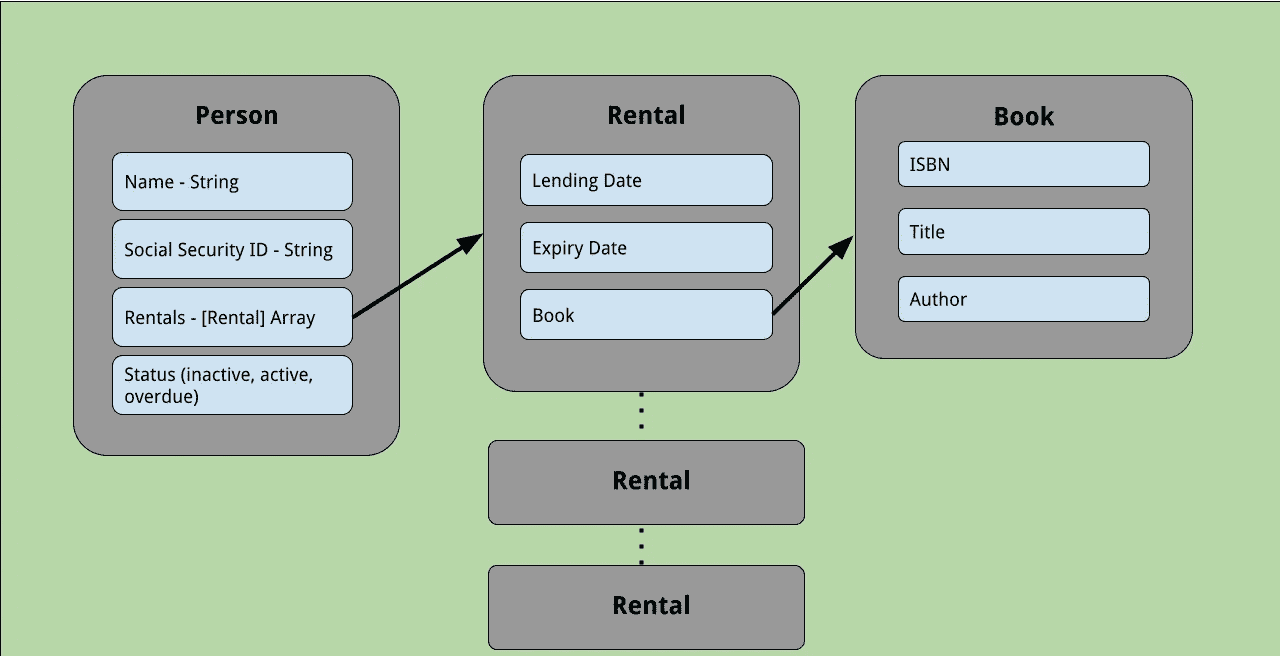 Person
Name - String
Social Security ID - String
Rentals - [Rental] Array
Status (inactive, active,
overdue)
Rental
Lending Date
Expiry Date
Book
Book
ISBN
Title
Author
Rental
Rental